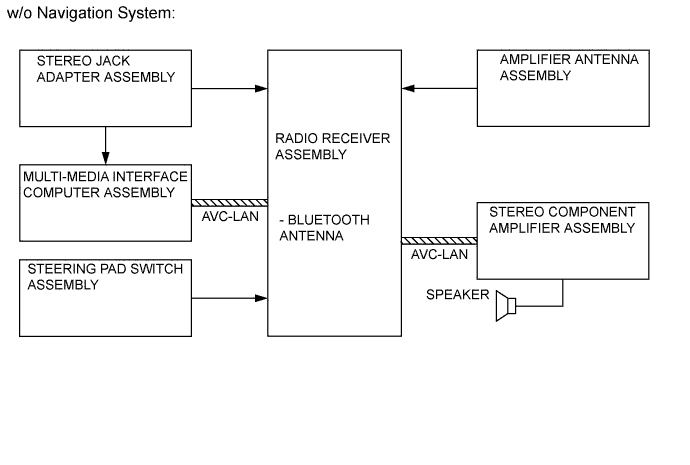 w/o Navigation System:
STEREO JACK
ADAPTER ASSEMBLY
AMPLIFIER ANTENNA
ASSEMBLY
RADIO RECEIVER
ASSEMBLY
- BLUETOOTH
ANTENNA
MULTI-MEDIA INTERFACE
COMPUTER ASSEMBLY
AVC-LAN
STEREO COMPONENT
AMPLIFIER ASSEMBLY
AVC-LAN
STEERING PAD SWITCH
ASSEMBLY
SPEAKER